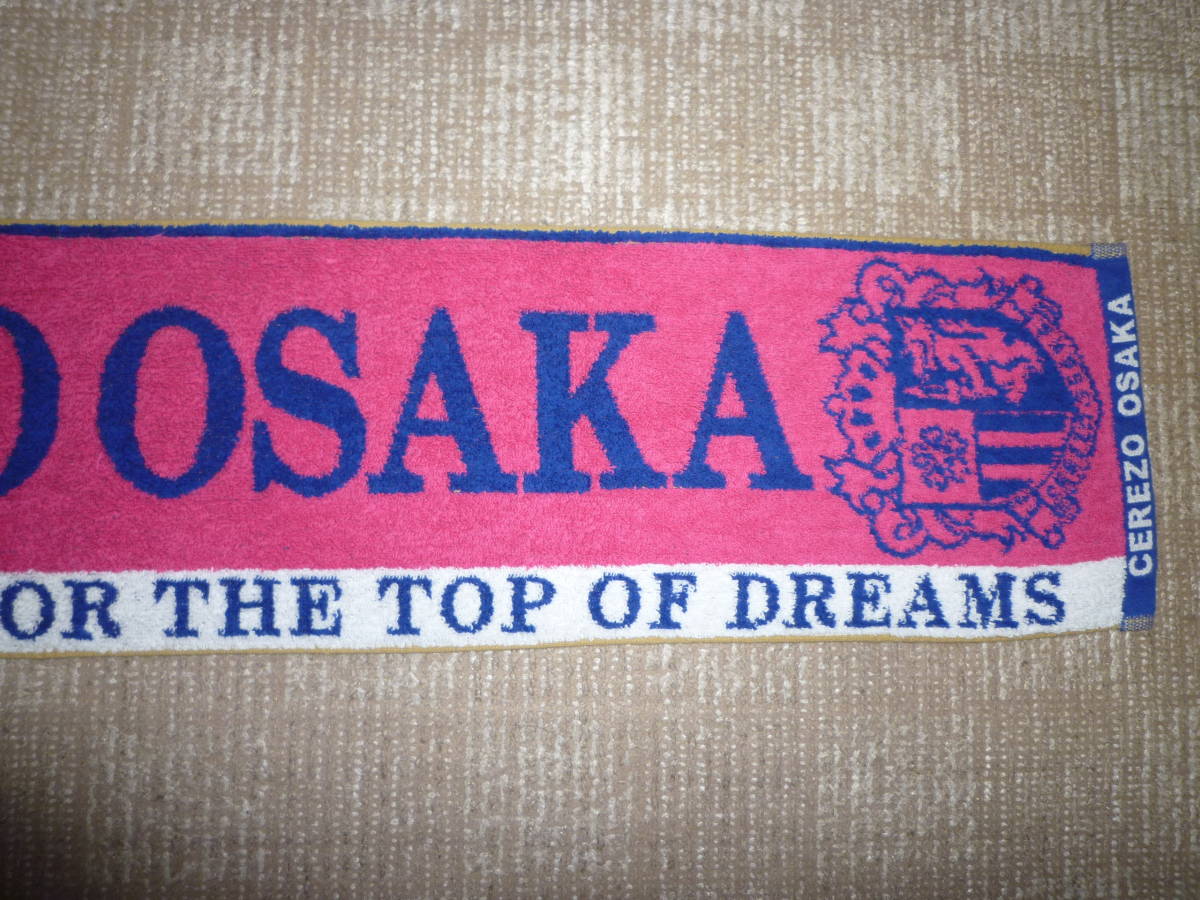 O OSAKA
OR THE TOP OF DREAMS
CEREZO OSAKA